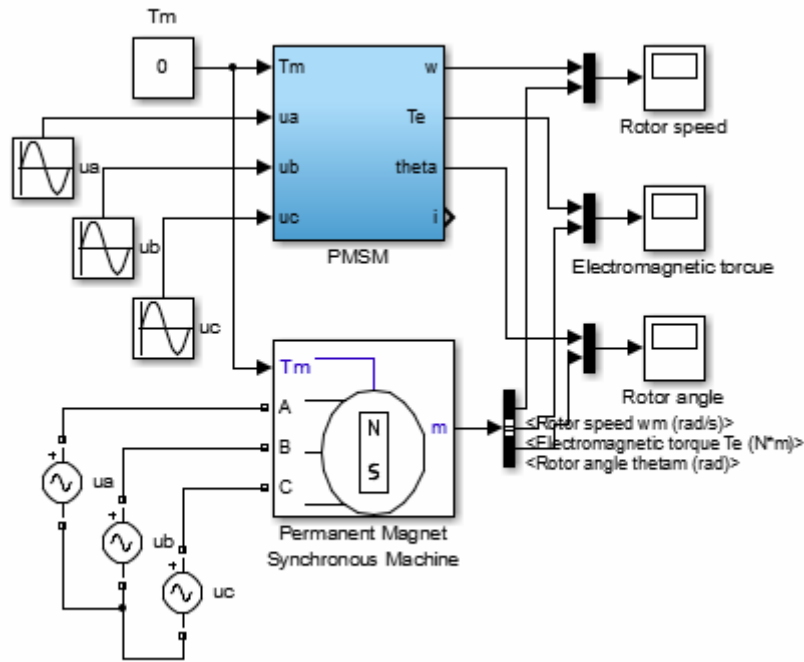 Tm
0
Tm
w
ua
Te
ub
theta
uc
i
PMSM
ua
ub
uc
Rotor speed
Electromagnetic torcue
Rotor angle
Tm
A
B
C
N
S
m
<Rotor speed wm (rad/s)>
<Electromagnetic torque Te (N*m)>
<Rotor angle thetam (rad)>
Permanent Magnet
Synchronous Machine
+
ua
+
ub
+
uc